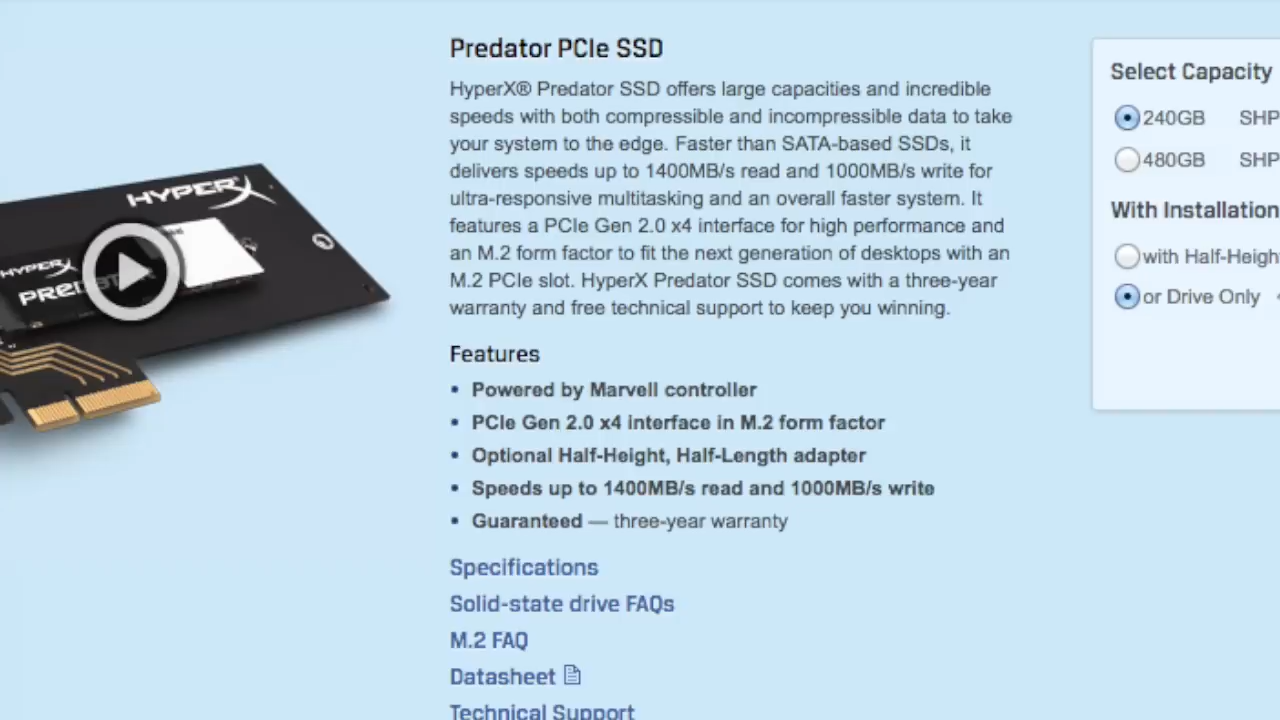 Predator PCIe SSD
HyperX® Predator SSD offers large capacities and incredible
speeds with both compressible and incompressible data to take
your system to the edge. Faster than SATA-based SSDs, it
delivers speeds up to 1400MB/s read and 1000MB/s write for
ultra-responsive multitasking and an overall faster system. It
features a PCIe Gen 2.0 x4 interface for high performance and
an M.2 form factor to fit the next generation of desktops with an
M.2 PCIe slot. HyperX Predator SSD comes with a three-year
warranty and free technical support to keep you winning.
Features
• Powered by Marvell controller
• PCIe Gen 2.0 x4 interface in M.2 form factor
• Optional Half-Height, Half-Length adapter
• Speeds up to 1400MB/s read and 1000MB/s write
• Guaranteed — three-year warranty
Specifications
Solid-state drive FAQs
M.2 FAQ
Datasheet
Technical Support
Select Capacity
240GB SHP
480GB SHP
With Installation
with Half-Heigh
or Drive Only
HYPERX
HYPERX